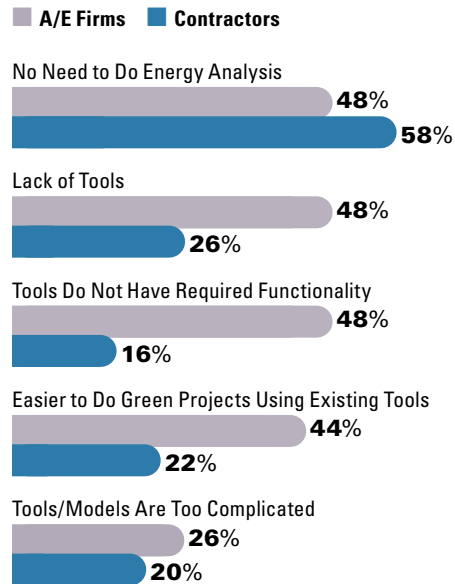 A/E Firms Contractors
No Need to Do Energy Analysis
48%
58%
Lack of Tools
48%
26%
Tools Do Not Have Required Functionality
48%
16%
Easier to Do Green Projects Using Existing Tools
44%
22%
Tools/Models Are Too Complicated
26%
20%